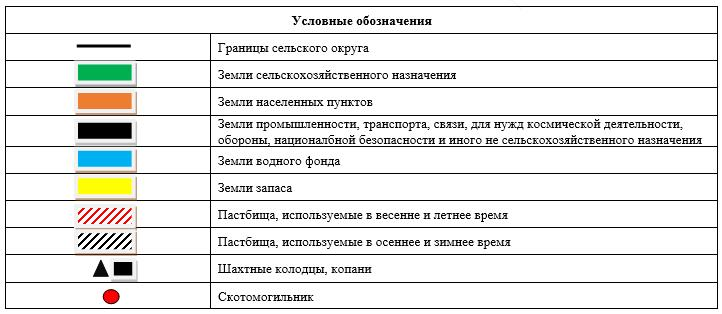 Условные обозначения
Границы сельского округа
Земли сельскохозяйственного назначения
Земли населенных пунктов
Земли промышленности, транспорта, связи, для нужд космической деятельности,
обороны, националбной безопасности и иного не сельскохозяйственного назначения
Земли водного фонда
Земли запаса
Пастбища, используемые в весенне и летнее время
Пастбища, используемые в осеннее и зимнее время
Шахтные колодцы, копани
Скотомогильник